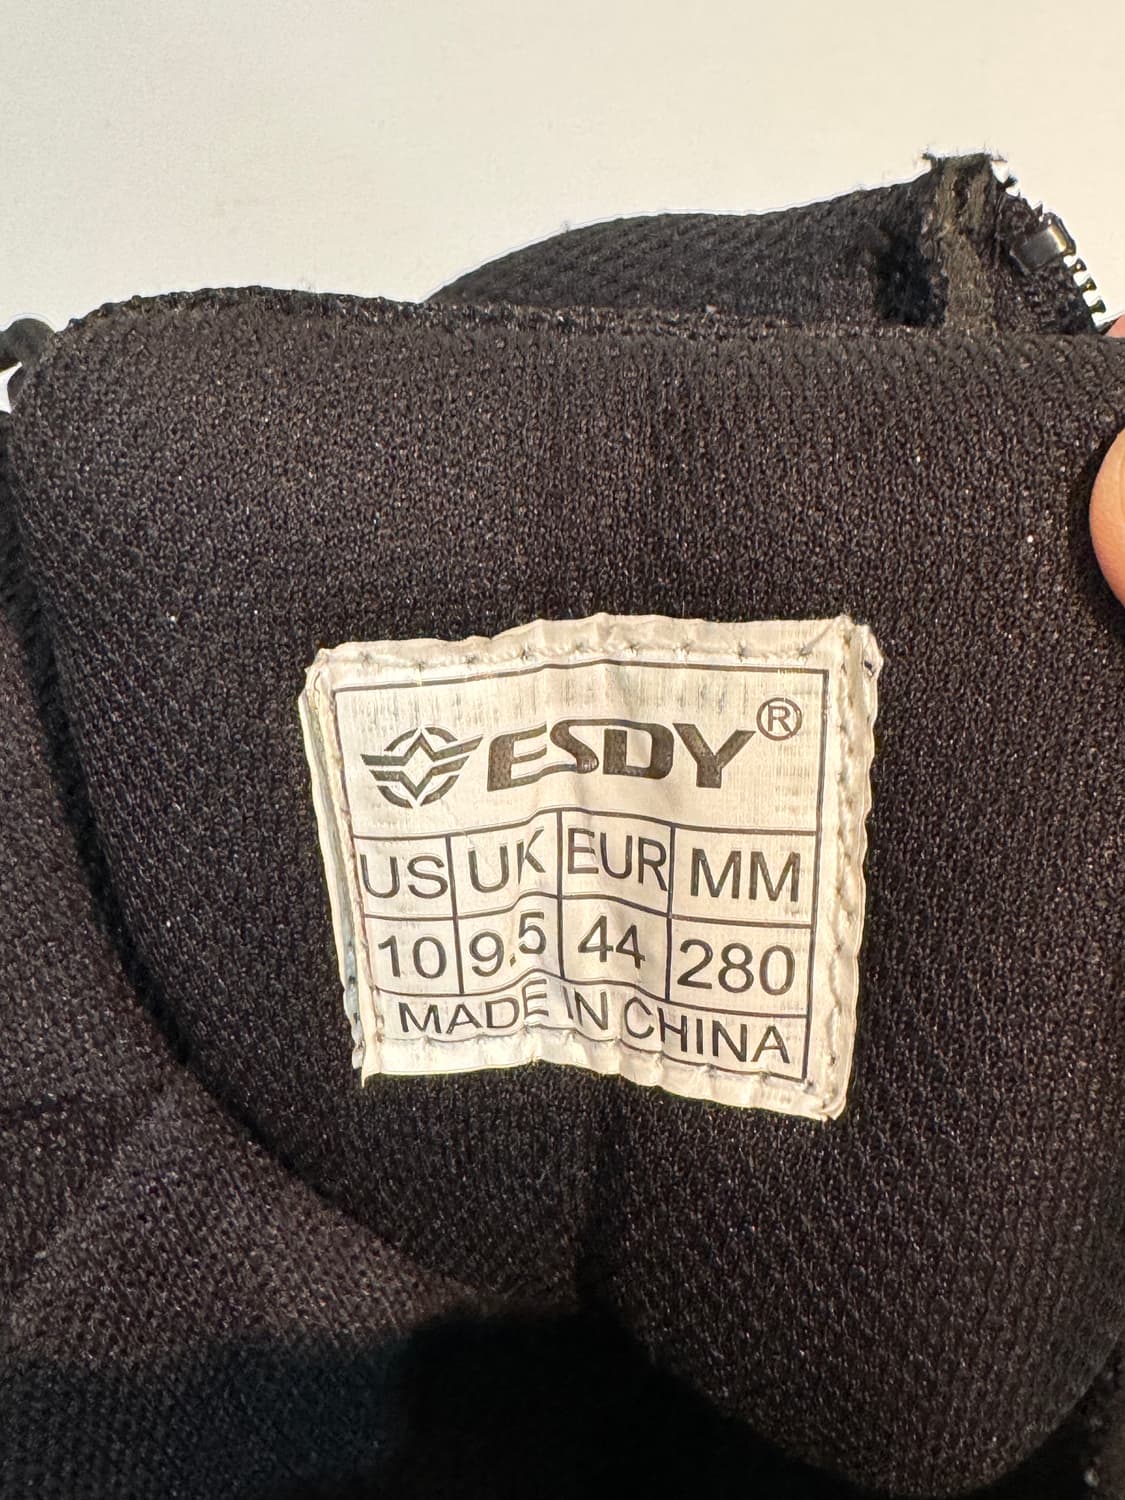 ESDY®
US UK EUR MM
10 9.5 44 280
MADE IN CHINA